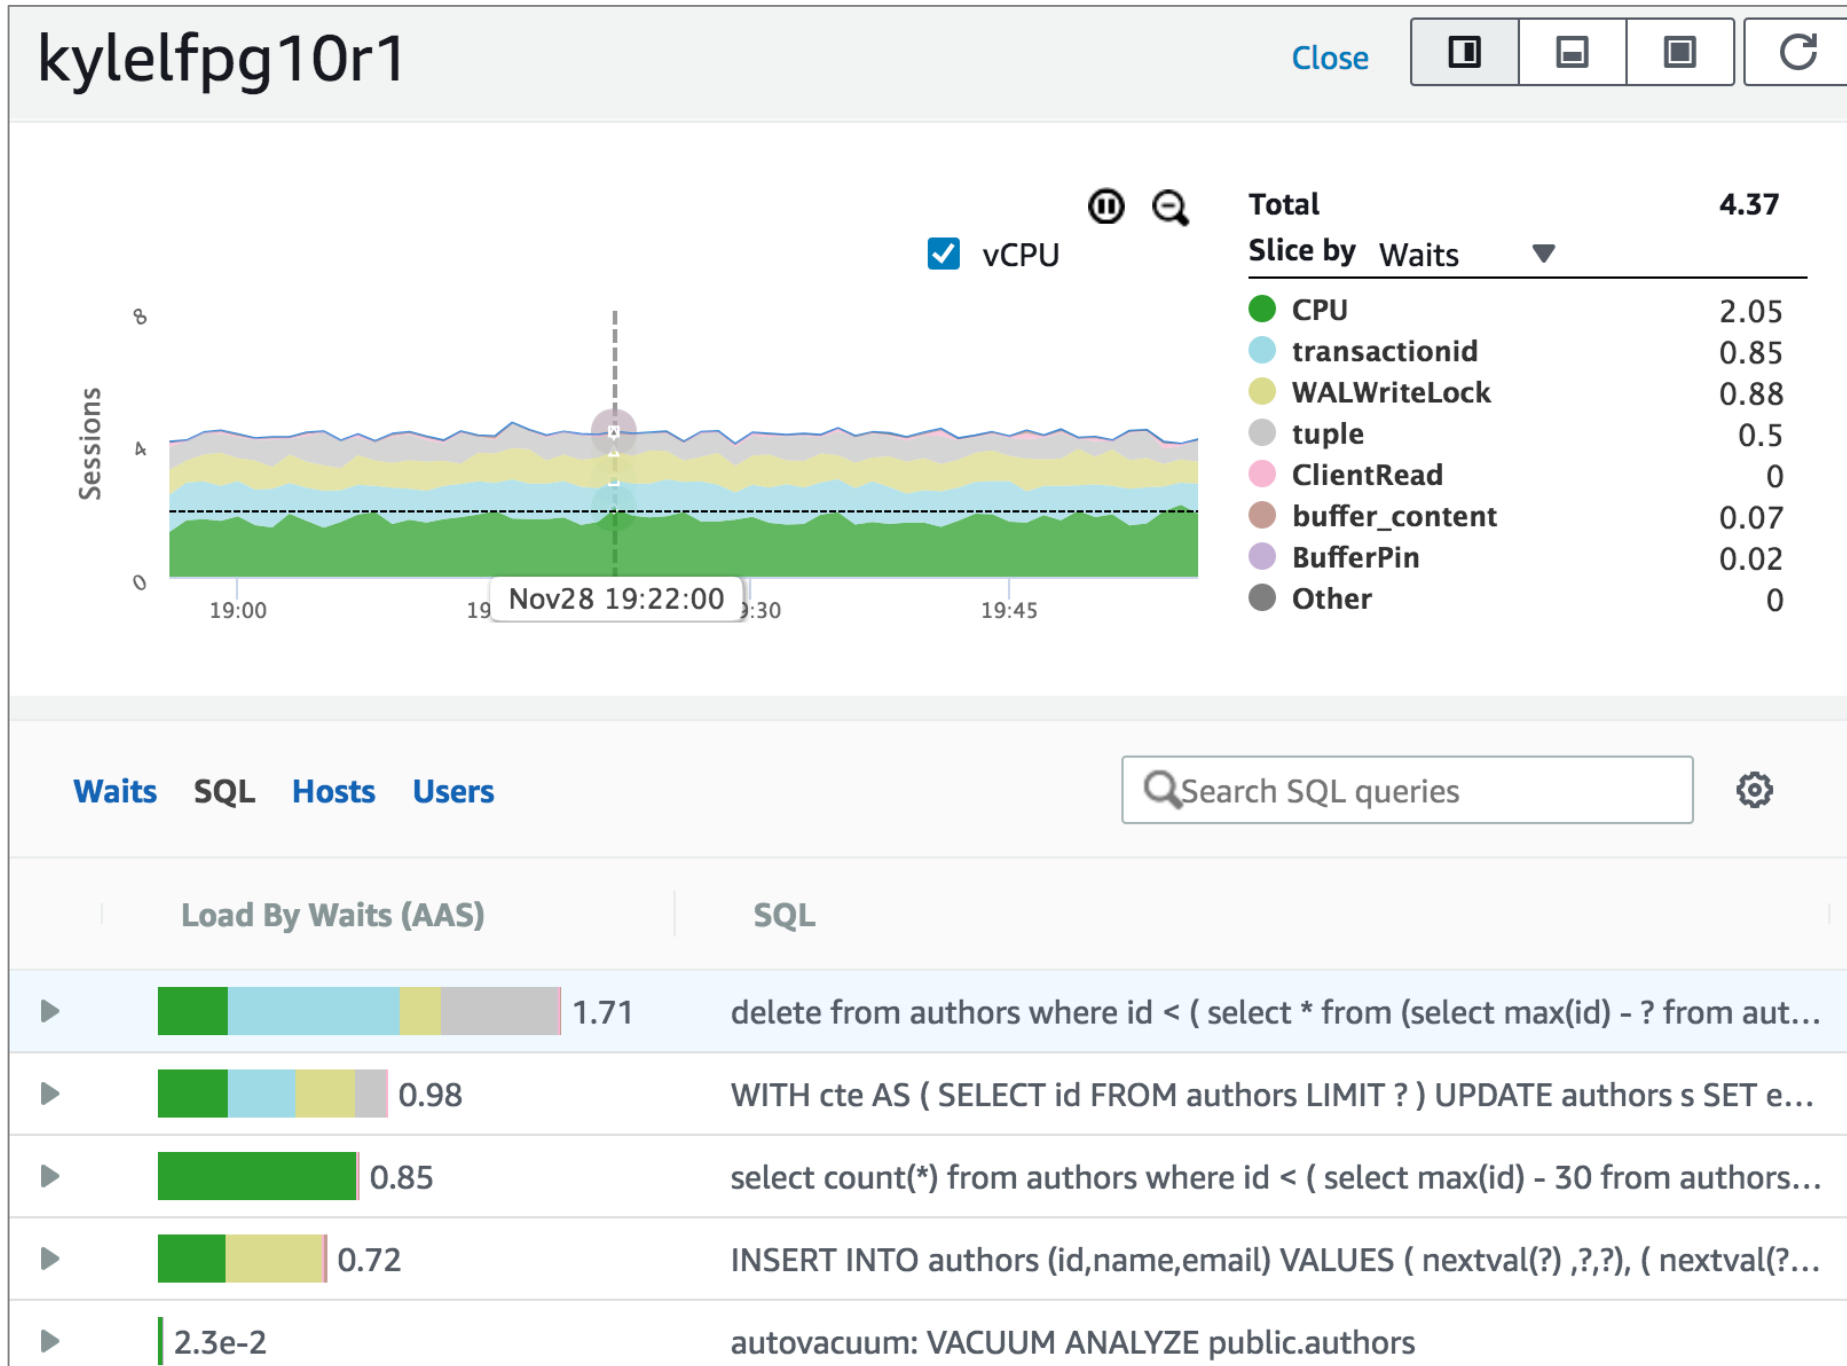 kylelfpg10r1
Close
vCPU
Total 4.37
Slice by Waits
CPU 2.05
transactionid 0.85
WALWriteLock 0.88
tuple 0.5
ClientRead 0
buffer_content 0.07
BufferPin 0.02
Other 0
Sessions
8
4
0
19:00 19 Nov28 19:22:00 9:30 19:45
Waits SQL Hosts Users Search SQL queries
Load By Waits (AAS) SQL
1.71 delete from authors where id < ( select * from (select max(id) - ? from aut...
0.98 WITH cte AS ( SELECT id FROM authors LIMIT ? ) UPDATE authors s SET e...
0.85 select count(*) from authors where id < ( select max(id) - 30 from authors...
0.72 INSERT INTO authors (id,name,email) VALUES ( nextval(?) ,?,?), ( nextval(?...
2.3e-2 autovacuum: VACUUM ANALYZE public.authors